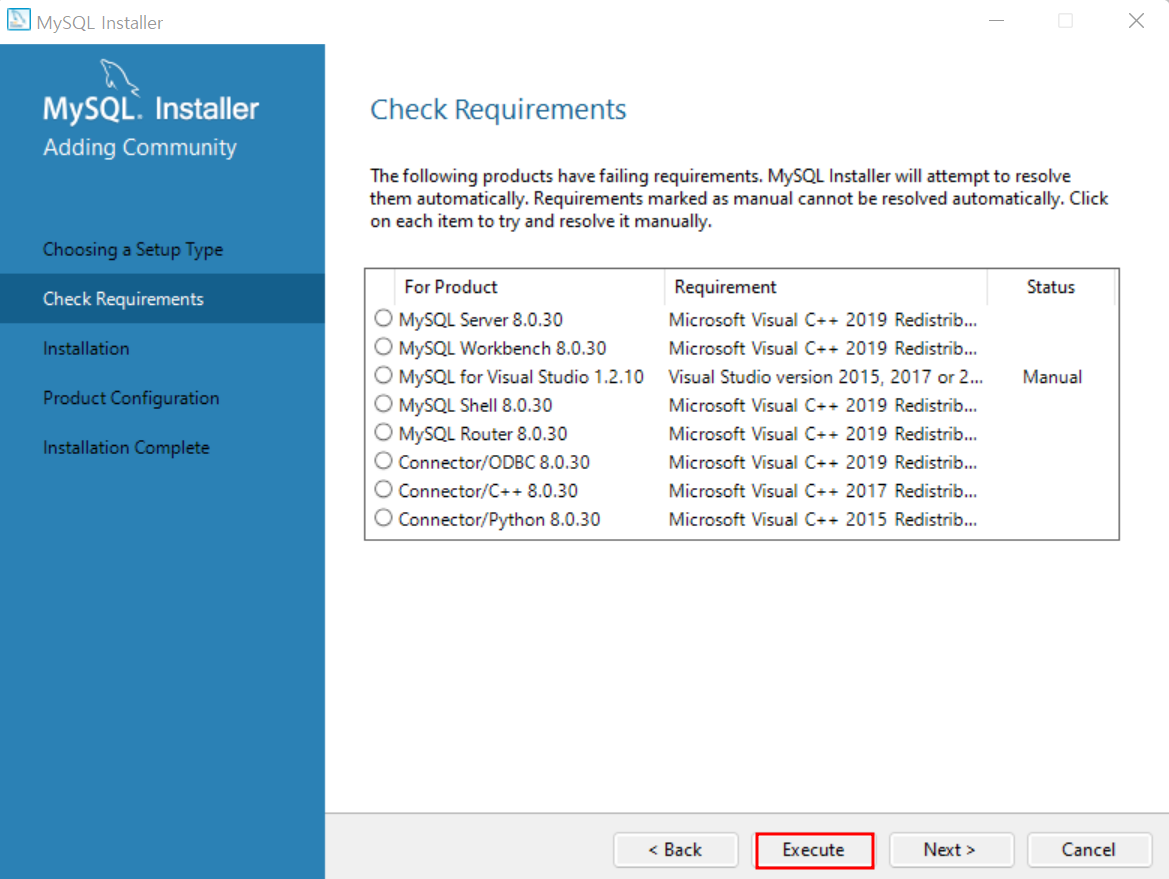 MySQL Installer
MySQL. Installer
Adding Community
Choosing a Setup Type
Check Requirements
Installation
Product Configuration
Installation Complete
Check Requirements
The following products have failing requirements. MySQL Installer will attempt to resolve
them automatically. Requirements marked as manual cannot be resolved automatically. Click
on each item to try and resolve it manually.
For Product Requirement Status
MySQL Server 8.0.30 Microsoft Visual C++ 2019 Redistrib...
MySQL Workbench 8.0.30 Microsoft Visual C++ 2019 Redistrib...
MySQL for Visual Studio 1.2.10 Visual Studio version 2015, 2017 or 2... Manual
MySQL Shell 8.0.30 Microsoft Visual C++ 2019 Redistrib...
MySQL Router 8.0.30 Microsoft Visual C++ 2019 Redistrib...
Connector/ODBC 8.0.30 Microsoft Visual C++ 2019 Redistrib...
Connector/C++ 8.0.30 Microsoft Visual C++ 2017 Redistrib...
Connector/Python 8.0.30 Microsoft Visual C++ 2015 Redistrib...
< Back Execute Next > Cancel